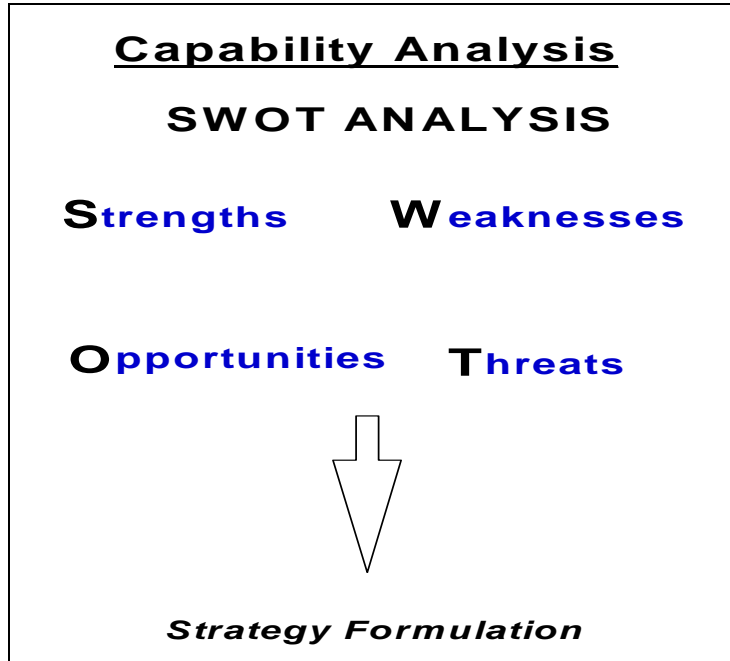 Capability Analysis
SWOT ANALYSIS
Strengths Weaknesses
Opportunities Threats
Strategy Formulation